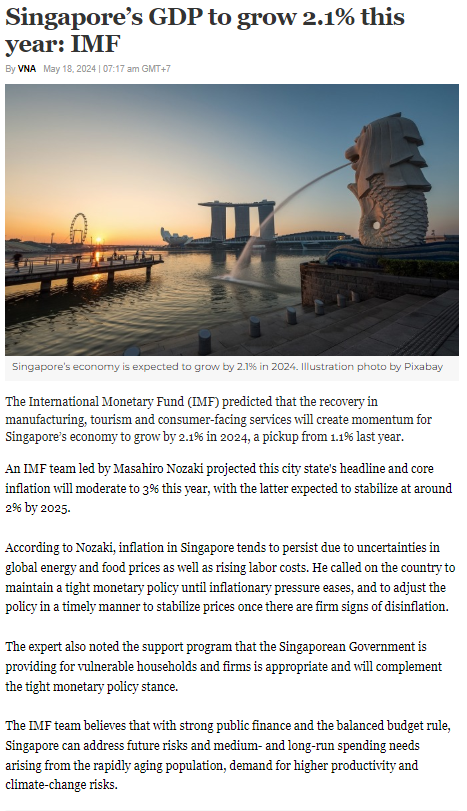 Singapore’s GDP to grow 2.1% this
year: IMF
By VNA May 18, 2024 | 07:17 am GMT+7
Singapore’s economy is expected to grow by 2.1% in 2024. Illustration photo by Pixabay
The International Monetary Fund (IMF) predicted that the recovery in
manufacturing, tourism and consumer-facing services will create momentum for
Singapore’s economy to grow by 2.1% in 2024, a pickup from 1.1% last year.
An IMF team led by Masahiro Nozaki projected this city state's headline and core
inflation will moderate to 3% this year, with the latter expected to stabilize at around
2% by 2025.
According to Nozaki, inflation in Singapore tends to persist due to uncertainties in
global energy and food prices as well as rising labor costs. He called on the country to
maintain a tight monetary policy until inflationary pressure eases, and to adjust the
policy in a timely manner to stabilize prices once there are firm signs of disinflation.
The expert also noted the support program that the Singaporean Government is
providing for vulnerable households and firms is appropriate and will complement
the tight monetary policy stance.
The IMF team believes that with strong public finance and the balanced budget rule,
Singapore can address future risks and medium- and long-run spending needs
arising from the rapidly aging population, demand for higher productivity and
climate-change risks.